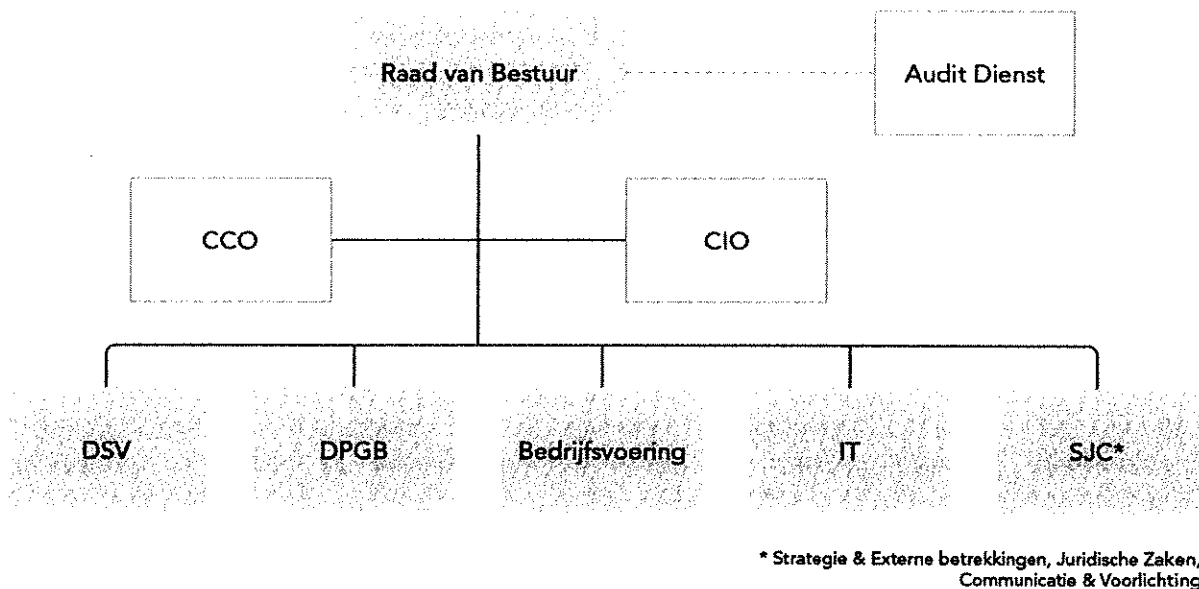 Raad van Bestuur
Audit Dienst
CCO
CIO
DSV
DPGB
Bedrijfsvoering
IT
SJC*
* Strategie & Externe betrekkingen, Juridische Zaken,
Communicatie & Voorlichting